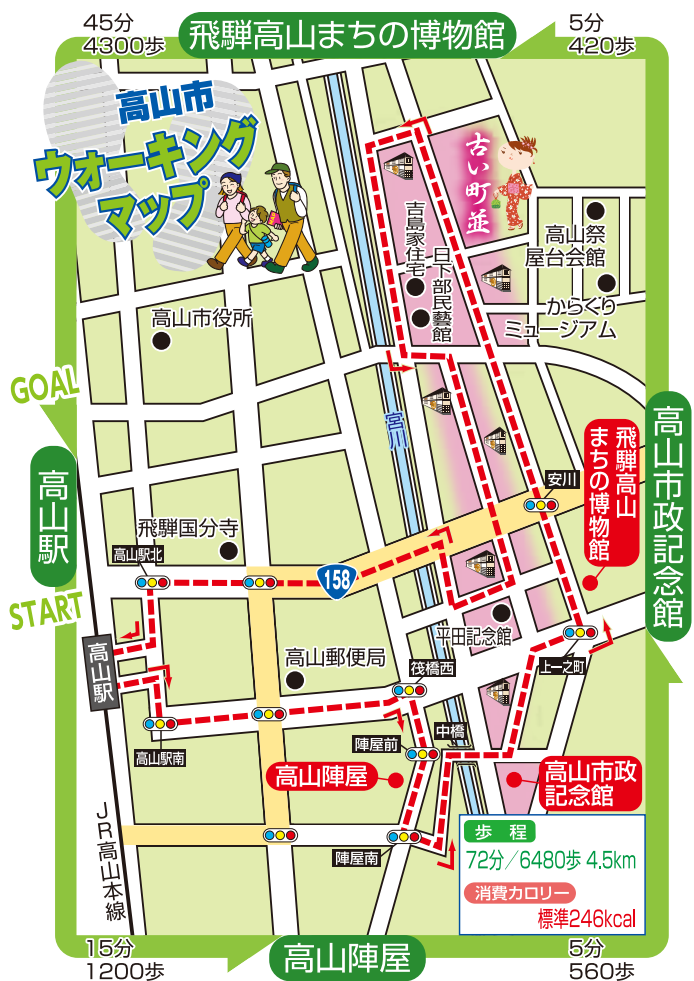 45分
4300歩
飛騨高山まちの博物館
5分
420歩
高山市
ウォーキング
マップ
古い町並
吉島家住宅
日下部民藝館
高山祭
屋台会館
からくり
ミュージアム
高山市役所
GOAL
宮川
高山駅
START
飛騨高山
まちの博物館
高山市政記念館
安川
飛騨国分寺
高山駅北
158
平田記念館
高山駅
高山郵便局
筏橋西
上一之町
高山駅南
陣屋前
中橋
高山陣屋
高山市政
記念館
JR高山本線
陣屋南
歩程
72分/6480歩 4.5km
消費カロリー
標準246kcal
15分
1200歩
高山陣屋
5分
560歩